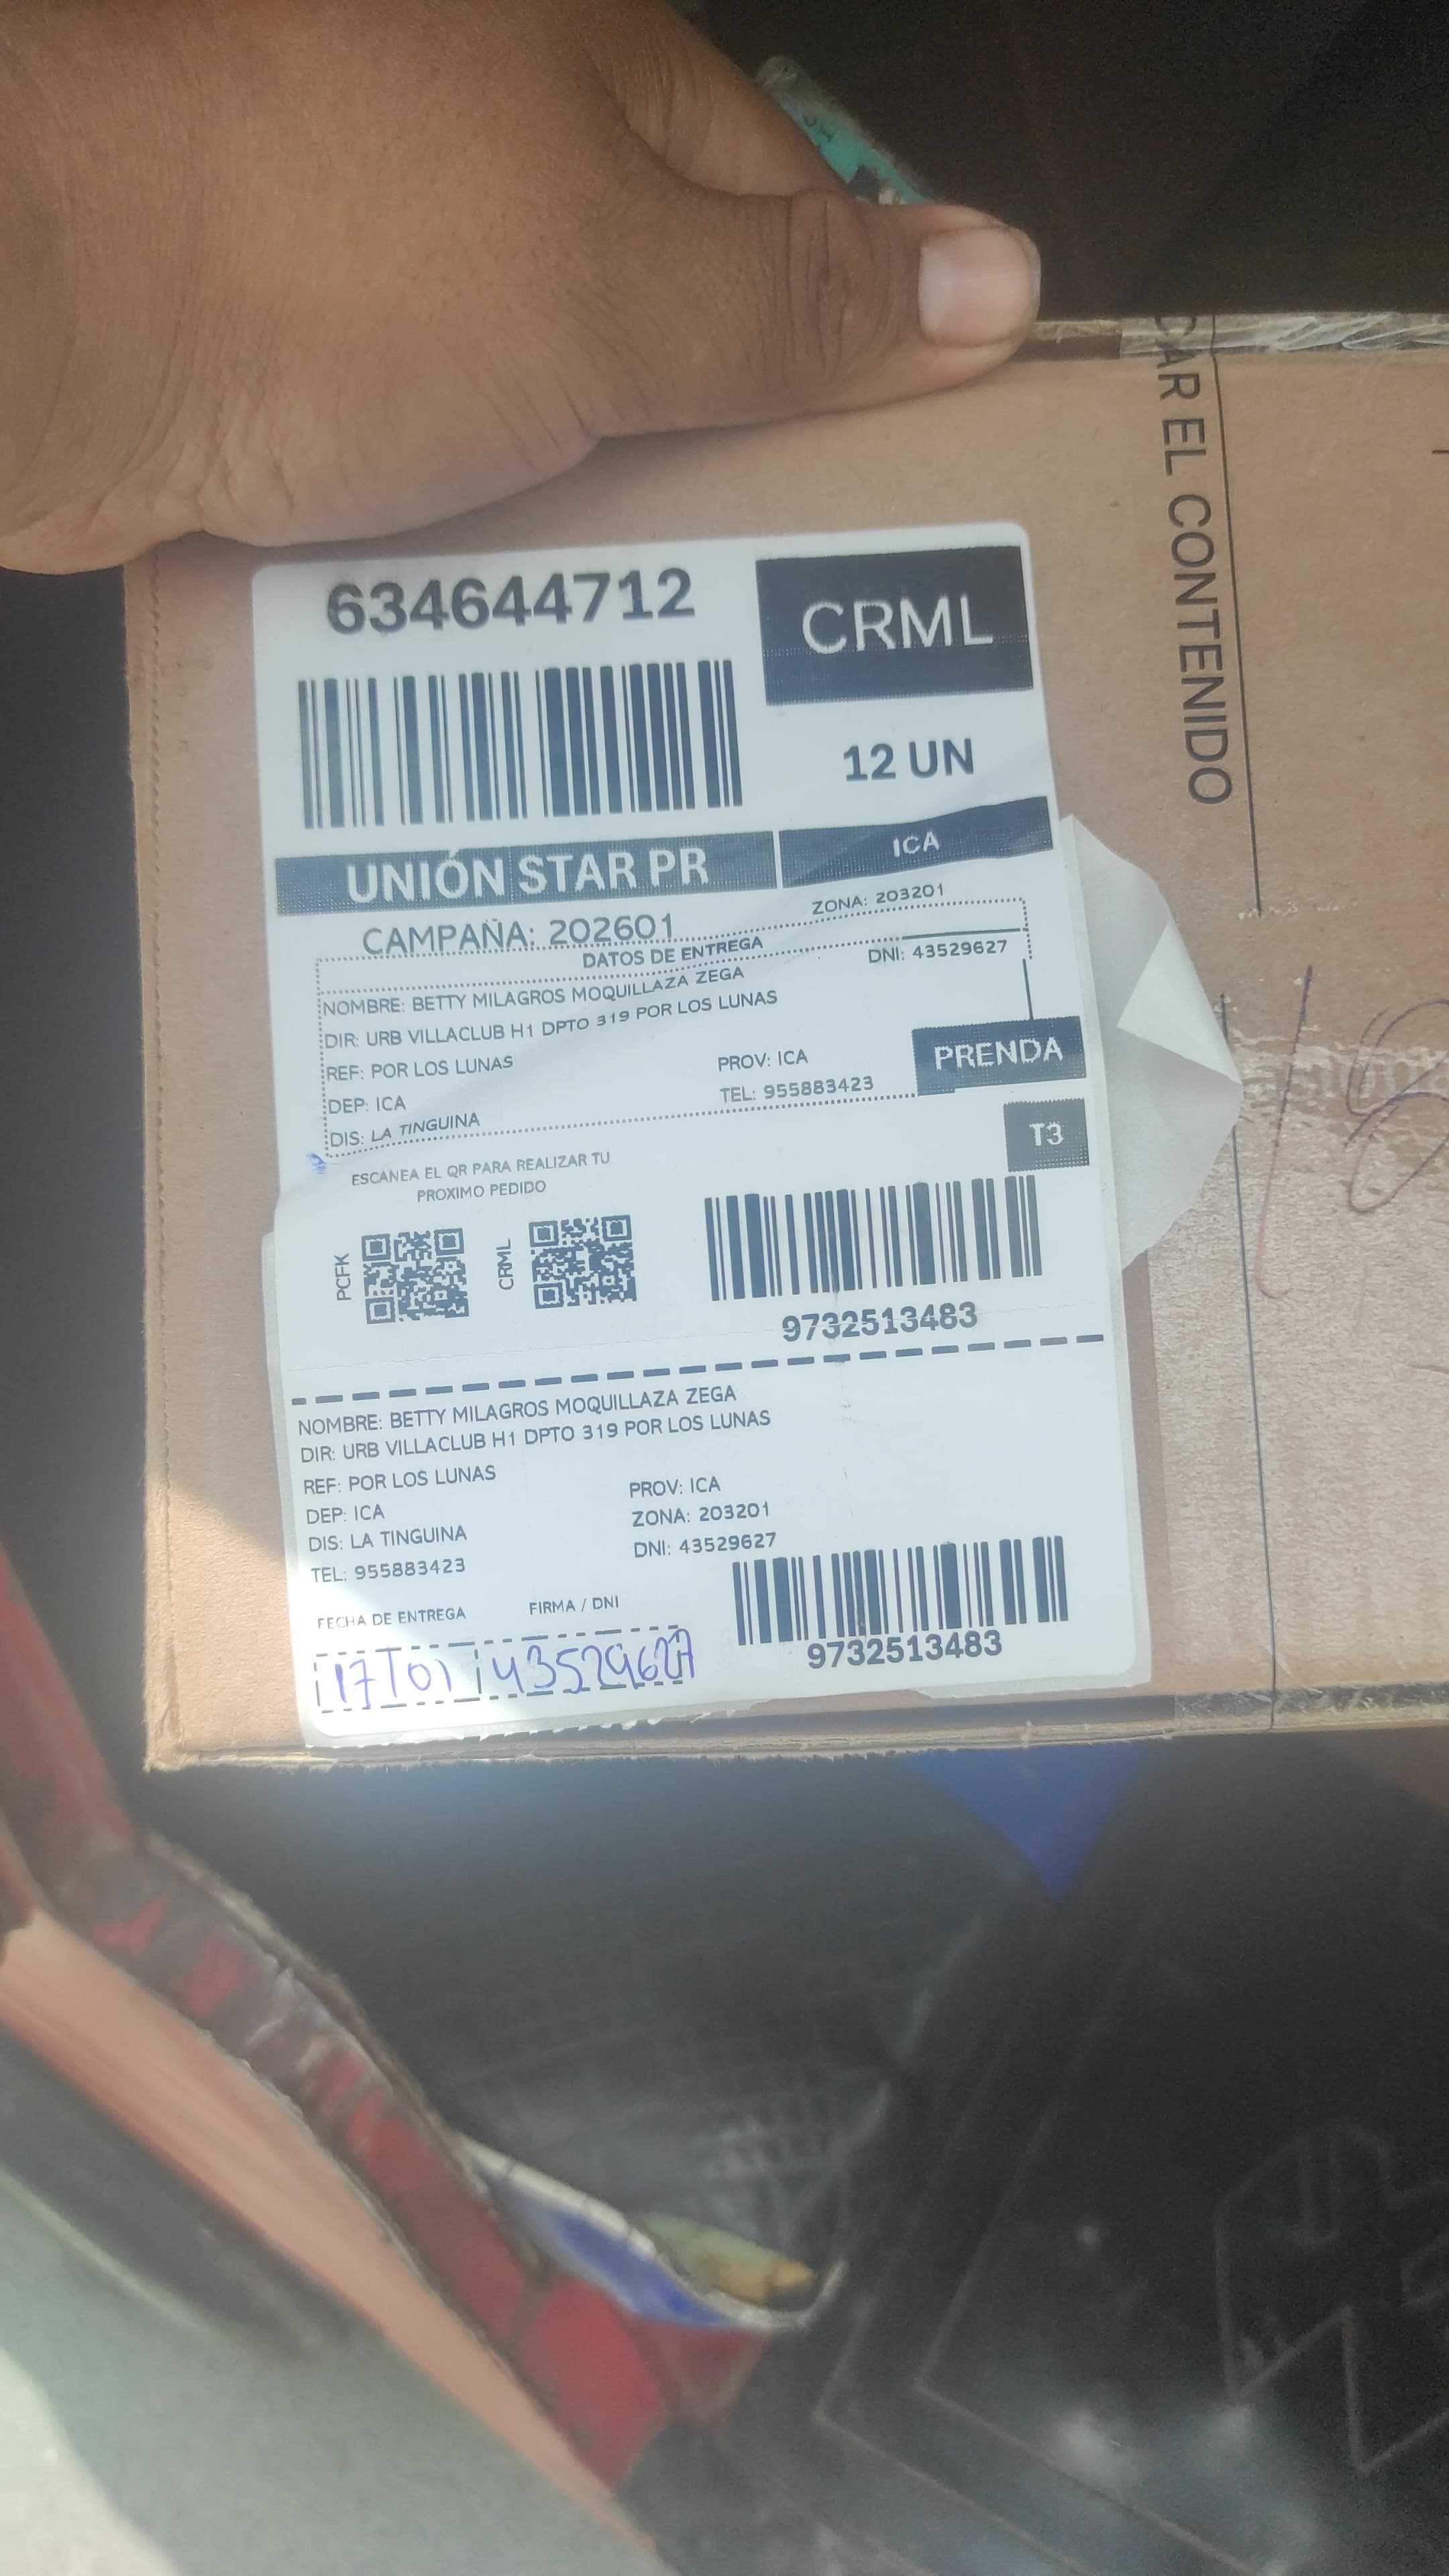 634644712
CRML
12 UN
UNIÓN STAR PR
ICA
CAMPAÑA: 202601
ZONA: 203201
DATOS DE ENTREGA
DNI: 43529627
NOMBRE: BETTY MILAGROS MOQUILLAZA ZEGA
DIR: URB VILLACLUB H1 DPTO 319 POR LOS LUNAS
REF: POR LOS LUNAS
PROV: ICA
PRENDA
DEP: ICA
TEL: 955883423
DIS: LA TINGUINA
T3
ESCANEA EL QR PARA REALIZAR TU
PROXIMO PEDIDO
PCFK
CRML
9732513483
NOMBRE: BETTY MILAGROS MOQUILLAZA ZEGA
DIR: URB VILLACLUB H1 DPTO 319 POR LOS LUNAS
REF: POR LOS LUNAS
PROV: ICA
DEP: ICA
ZONA: 203201
DIS: LA TINGUINA
DNI: 43529627
TEL: 955883423
FECHA DE ENTREGA
FIRMA / DNI
17 01 43529627
9732513483
CAR EL CONTENIDO